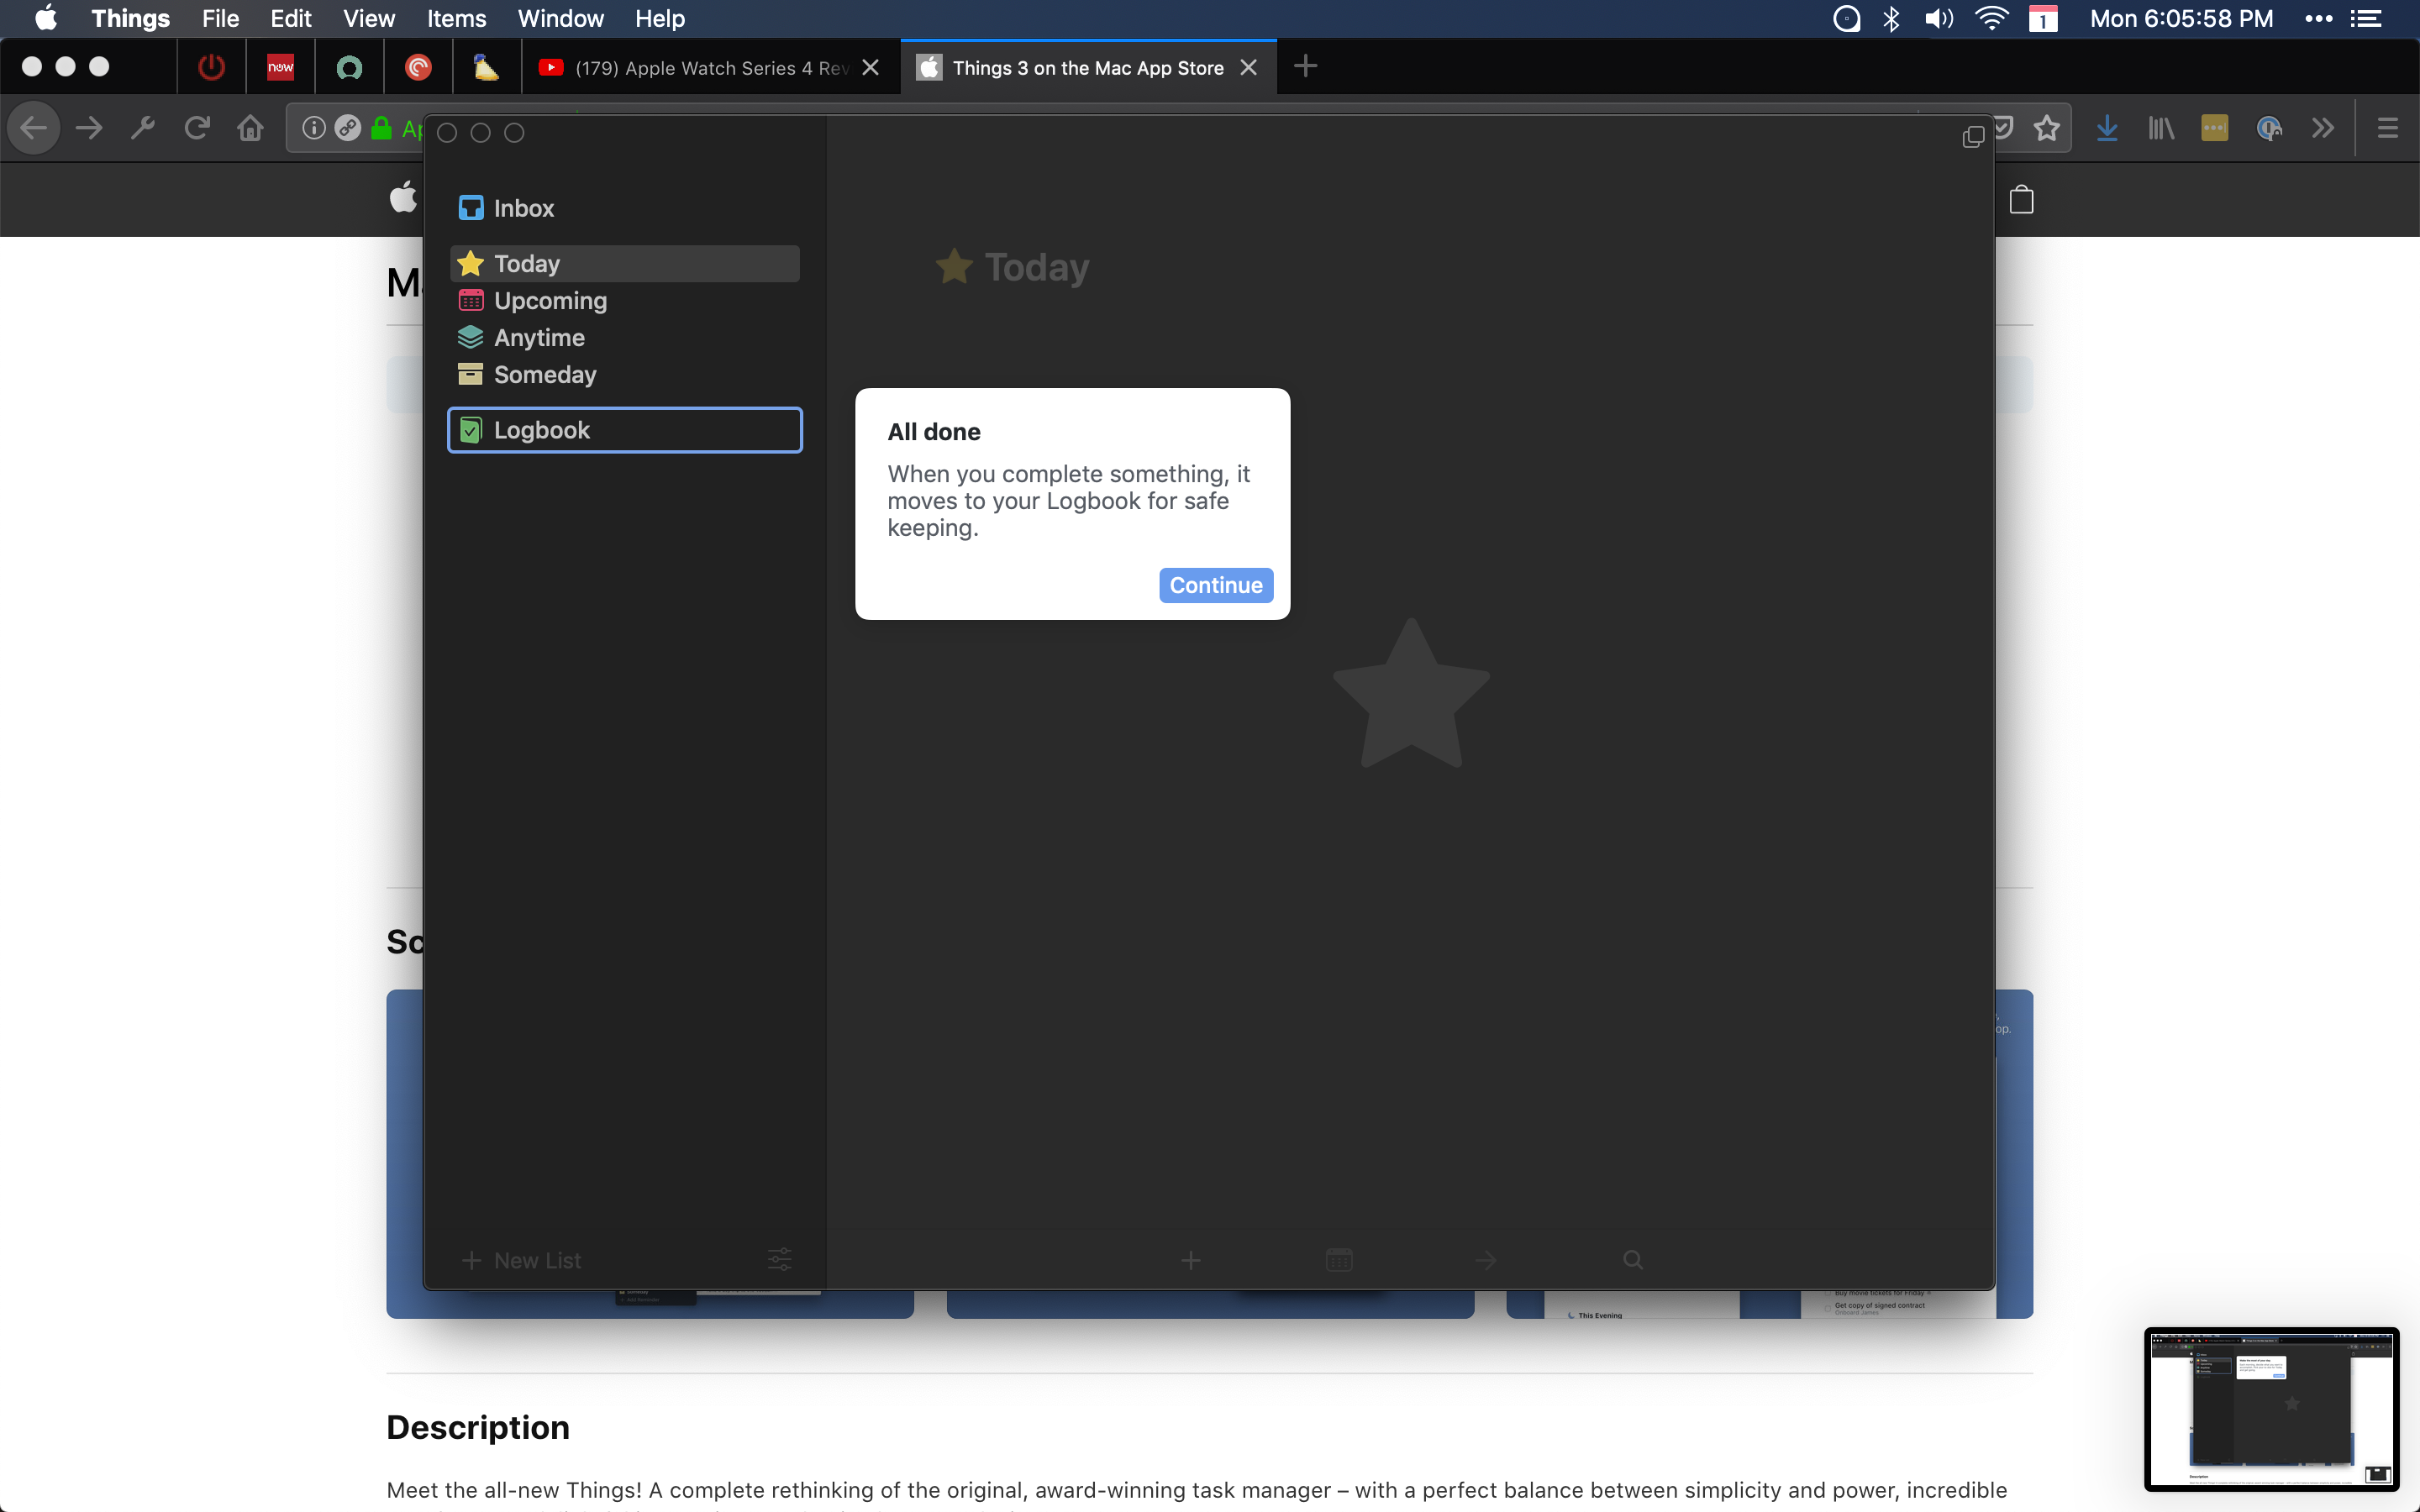 Things File Edit View Items Window Help
1 Mon 6:05:58 PM
now (179) Apple Watch Series 4 Rev Things 3 on the Mac App Store
Ap
Inbox
M
Today
Today
Upcoming
Anytime
Someday
Logbook
All done
When you complete something, it
moves to your Logbook for safe
keeping.
Continue
Sc
op.
New List
Buy movie tickets for Friday
Get copy of signed contract
Onboard James
This Evening
Description
Meet the all-new Things! A complete rethinking of the original, award-winning task manager – with a perfect balance between simplicity and power, incredible